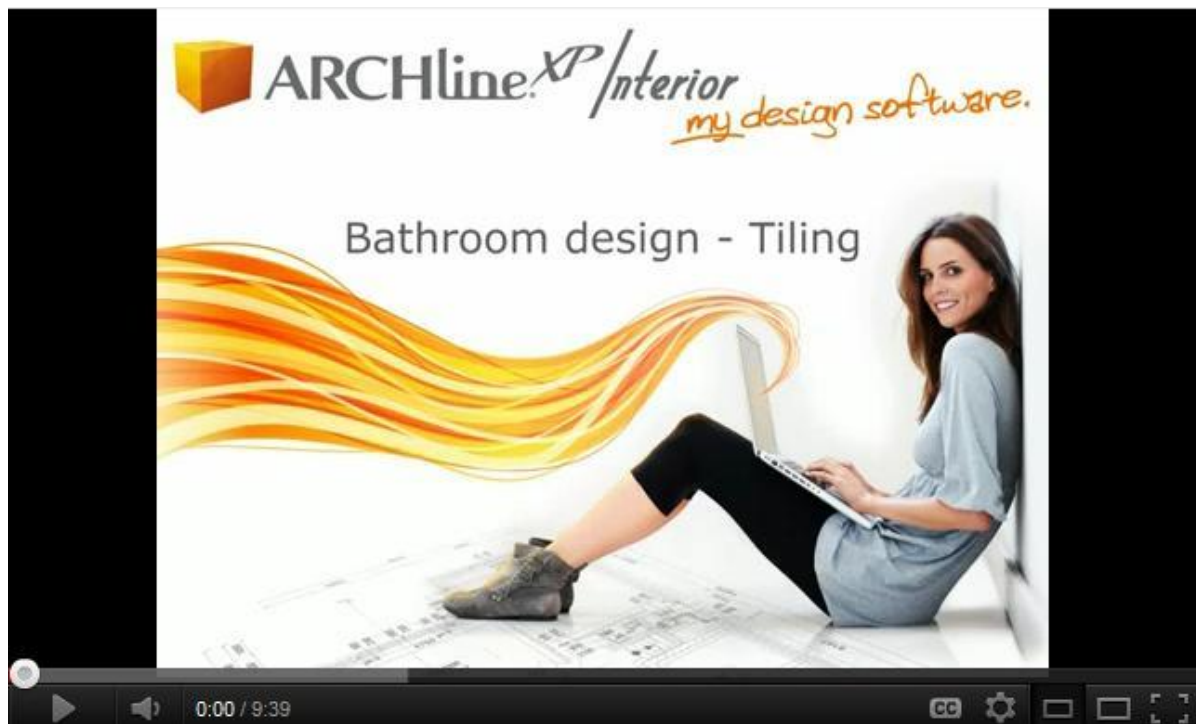 ARCHline.XP Interior
my design software.
Bathroom design - Tiling
0:00 / 9:39
CC